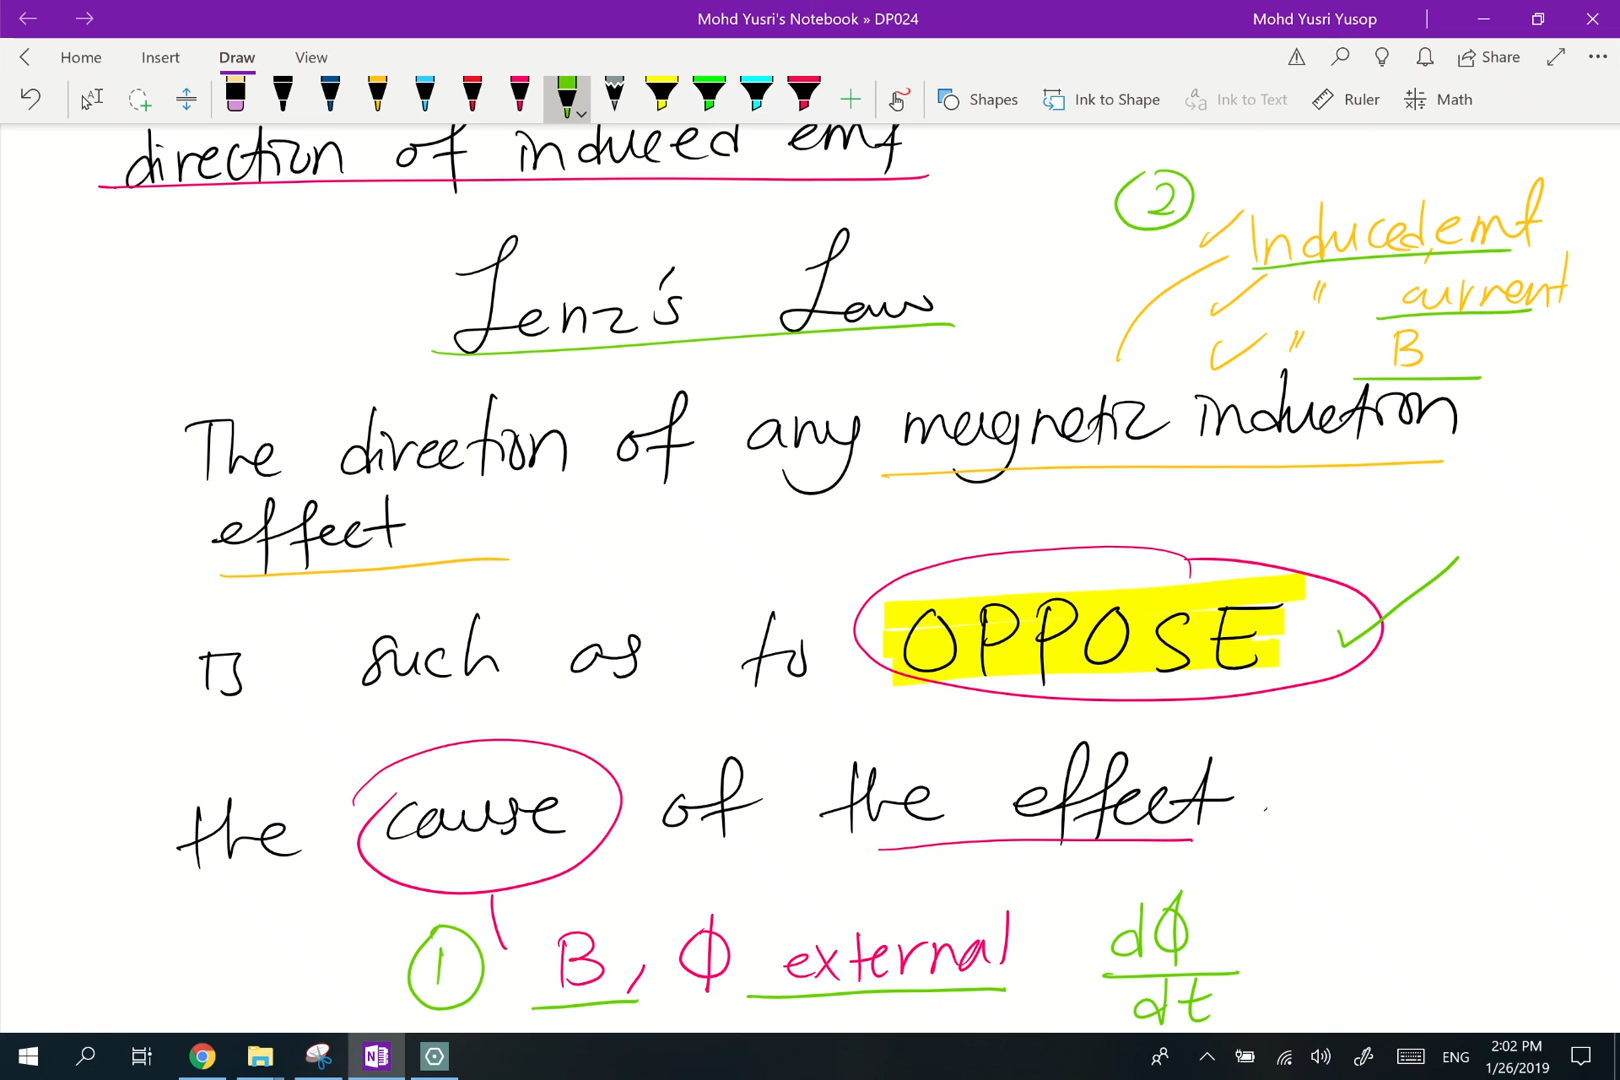 Mohd Yusri's Notebook » DP024
Mohd Yusri Yusop
Home Insert Draw View
Share
Shapes Ink to Shape Ink to Text Ruler Math
direction of induced emf
②
Induced emf
" current
" B
Lenz's Law
The direction of any magnetic induction
effect
is such as to OPPOSE
the cause of the effect.
① B, Φ external dΦ
dt
ENG
2:02 PM
1/26/2019